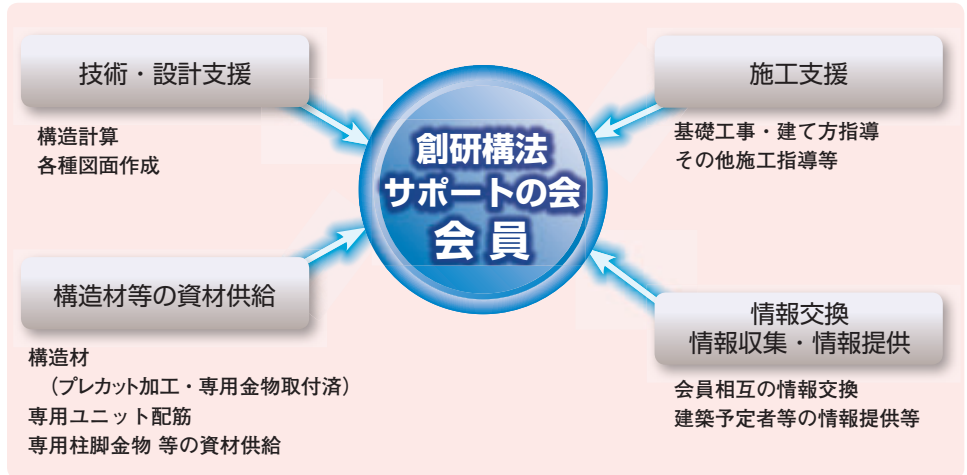 技術・設計支援
構造計算
各種図面作成
施工支援
基礎工事・建て方指導
その他施工指導等
創研構法
サポートの会
会員
構造材等の資材供給
構造材
（プレカット加工・専用金物取付済）
専用ユニット配筋
専用柱脚金物 等の資材供給
情報交換
情報収集・情報提供
会員相互の情報交換
建築予定者等の情報提供等